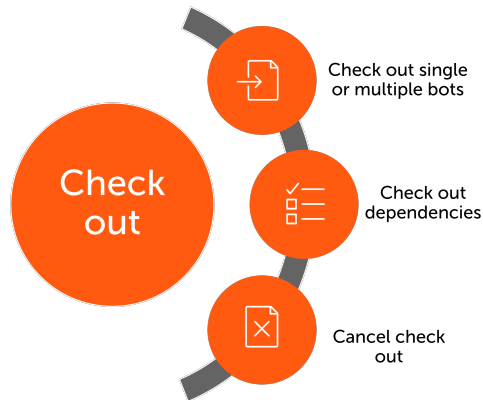 Check
out
Check out single
or multiple bots
Check out
dependencies
Cancel check
out